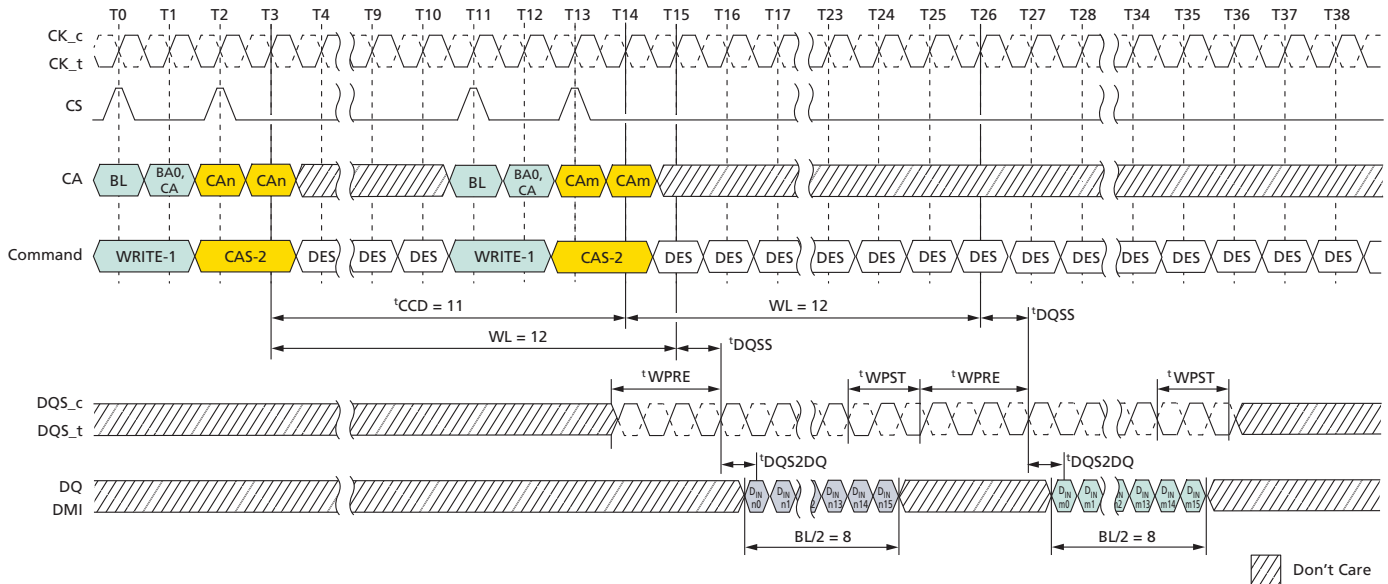 T0 T1 T2 T3 T4 T9 T10 T11 T12 T13 T14 T15 T16 T17 T23 T24 T25 T26 T27 T28 T34 T35 T36 T37 T38
CK_c
CK_t
CS
CA BL BA0, CA CAn CAn BL BA0, CA CAm CAm
Command WRITE-1 CAS-2 DES DES DES WRITE-1 CAS-2 DES DES DES DES DES DES DES DES DES DES DES DES DES DES
tCCD = 11 WL = 12 tDQSS
WL = 12 tDQSS
tWPRE tWPST tWPRE tWPST
DQS_c
DQS_t
tDQS2DQ tDQS2DQ
DQ
DMI
DIN n0 DIN n1 DIN n13 DIN n14 DIN n15 DIN m0 DIN m1 DIN m13 DIN m14 DIN m15
BL/2 = 8 BL/2 = 8
Don't Care